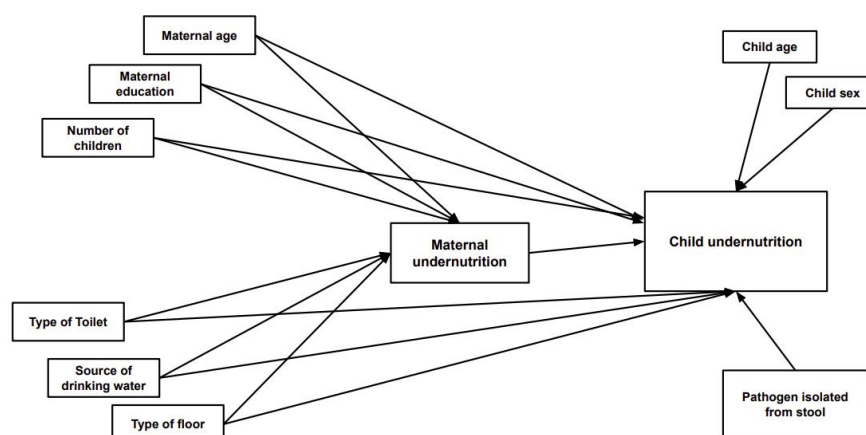 Maternal age
Maternal
education
Number of
children
Child age
Child sex
Maternal
undernutrition
Child undernutrition
Type of Toilet
Source of
drinking water
Type of floor
Pathogen isolated
from stool